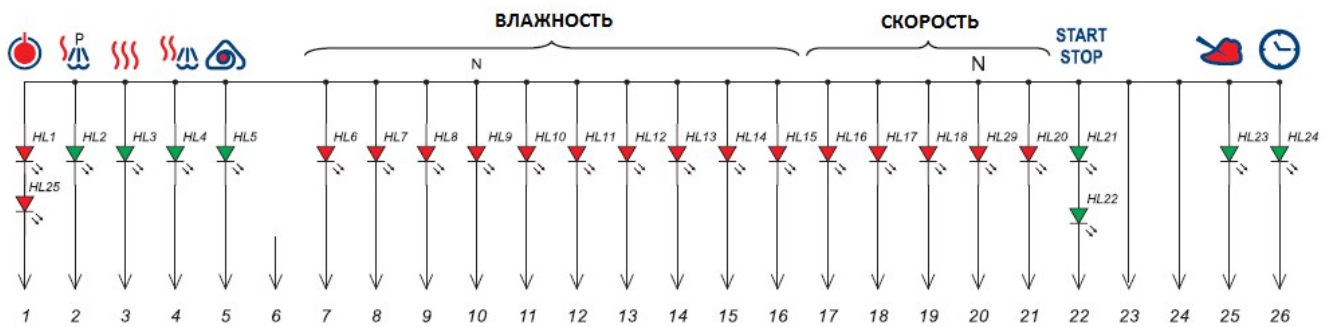 ВЛАЖНОСТЬ СКОРОСТЬ
P N N START
STOP
HL1 HL2 HL3 HL4 HL5 HL6 HL7 HL8 HL9 HL10 HL11 HL12 HL13 HL14 HL15 HL16 HL17 HL18 HL29 HL20 HL21 HL23 HL24
HL25 HL22
1 2 3 4 5 6 7 8 9 10 11 12 13 14 15 16 17 18 19 20 21 22 23 24 25 26